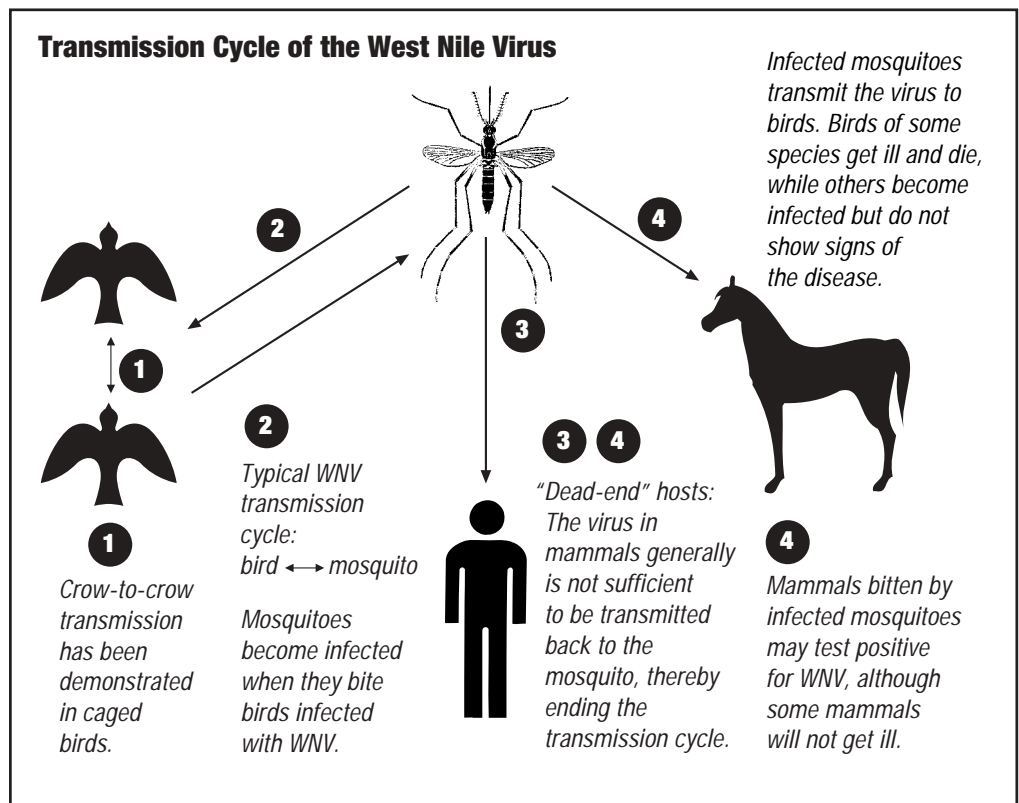 Transmission Cycle of the West Nile Virus
Infected mosquitoes
transmit the virus to
birds. Birds of some
species get ill and die,
while others become
infected but do not
show signs of
the disease.
2
4
1
3
1
Crow-to-crow
transmission
has been
demonstrated
in caged
birds.
2
Typical WNV
transmission
cycle:
bird ↔ mosquito
Mosquitoes
become infected
when they bite
birds infected
with WNV.
3 4
“Dead-end” hosts:
The virus in
mammals generally
is not sufficient
to be transmitted
back to the
mosquito, thereby
ending the
transmission cycle.
4
Mammals bitten by
infected mosquitoes
may test positive
for WNV, although
some mammals
will not get ill.